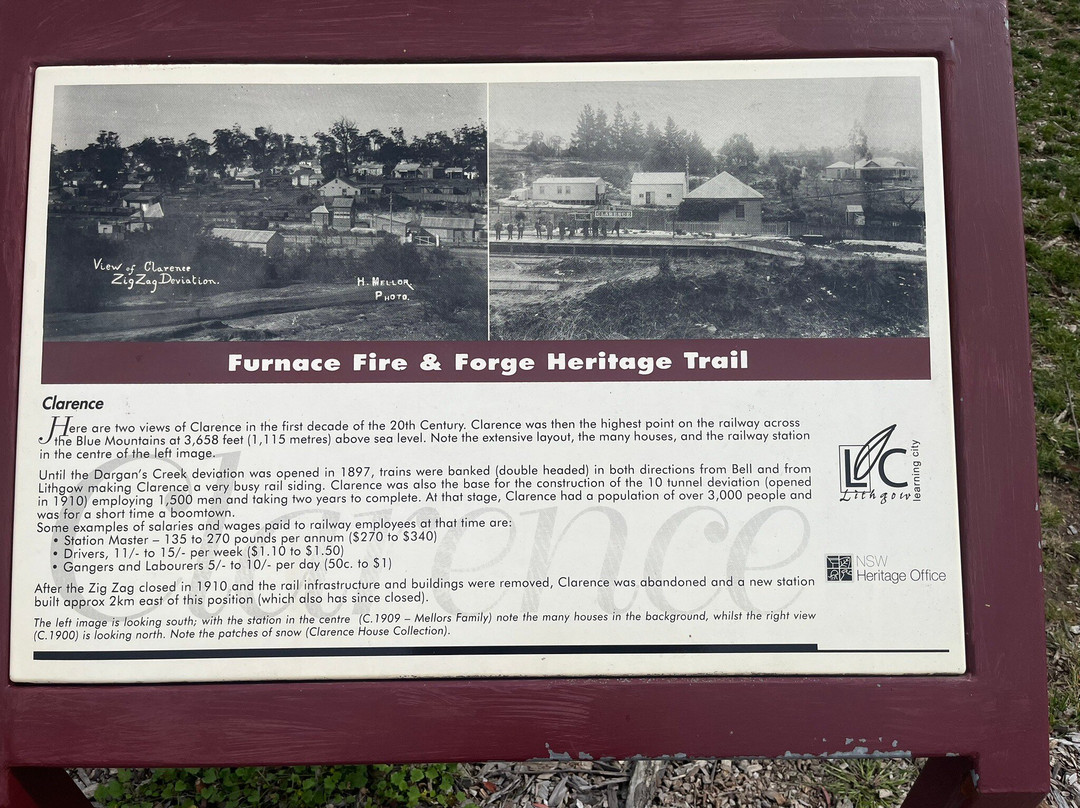 View of Clarence
Zig Zag Deviation.
H. Mellor.
Photo.
CLARENCE
Furnace Fire & Forge Heritage Trail
Clarence
Here are two views of Clarence in the first decade of the 20th Century. Clarence was then the highest point on the railway across
the Blue Mountains at 3,658 feet (1,115 metres) above sea level. Note the extensive layout, the many houses, and the railway station
in the centre of the left image.
Until the Dargan's Creek deviation was opened in 1897, trains were banked (double headed) in both directions from Bell and from
Lithgow making Clarence a very busy rail siding. Clarence was also the base for the construction of the 10 tunnel deviation (opened
in 1910) employing 1,500 men and taking two years to complete. At that stage, Clarence had a population of over 3,000 people and
was for a short time a boomtown.
Some examples of salaries and wages paid to railway employees at that time are:
• Station Master – 135 to 270 pounds per annum ($270 to $340)
• Drivers, 11/- to 15/- per week ($1.10 to $1.50)
• Gangers and Labourers 5/- to 10/- per day (50c. to $1)
After the Zig Zag closed in 1910 and the rail infrastructure and buildings were removed, Clarence was abandoned and a new station
built approx 2km east of this position (which also has since closed).
The left image is looking south; with the station in the centre (C.1909 – Mellors Family) note the many houses in the background, whilst the right view
(C.1900) is looking north. Note the patches of snow (Clarence House Collection).
Clarence
LLC
Lithgow
learning city
NSW
Heritage Office